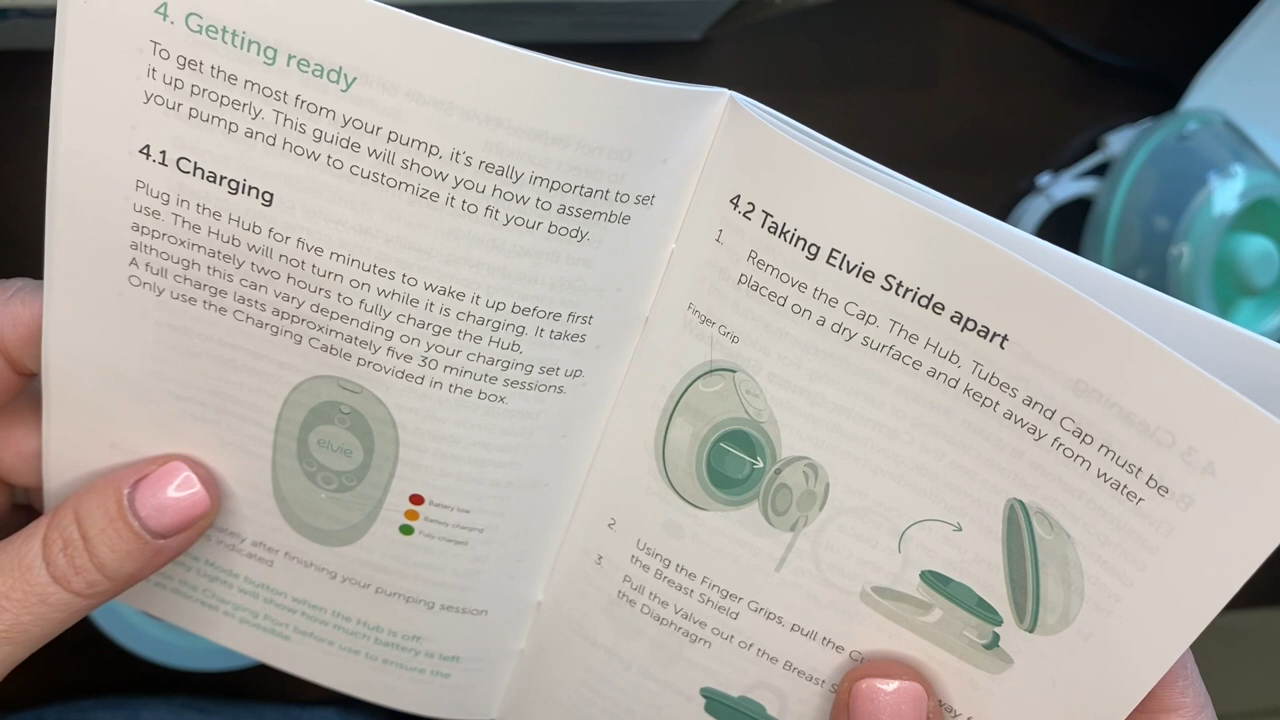 4. Getting ready
To get the most from your pump, it's really important to set
it up properly. This guide will show you how to assemble
your pump and how to customize it to fit your body.
4.1 Charging
Plug in the Hub for five minutes to wake it up before first
use. The Hub will not turn on while it is charging. It takes
approximately two hours to fully charge the Hub,
although this can vary depending on your charging set up.
A full charge lasts approximately five 30 minute sessions.
Only use the Charging Cable provided in the box.
elvie
Battery low
Battery charging
Fully charged
after finishing your pumping session
indicated
Mode button when the Hub is off;
Lights will show how much battery is left
the Charging Port before use to ensure the
as discreet as possible.
4.2 Taking Elvie Stride apart
1. Remove the Cap. The Hub, Tubes and Cap must be
placed on a dry surface and kept away from water
Finger Grip
2. Using the Finger Grips, pull the
the Breast Shield
3. Pull the Valve out of the Breast
the Diaphragm